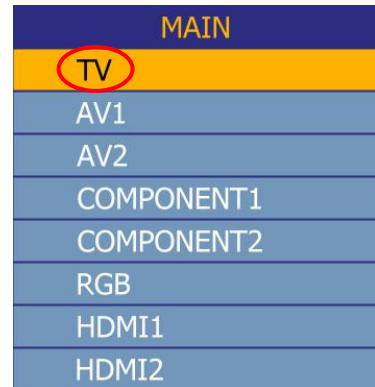 MAIN
TV
AV1
AV2
COMPONENT1
COMPONENT2
RGB
HDMI1
HDMI2